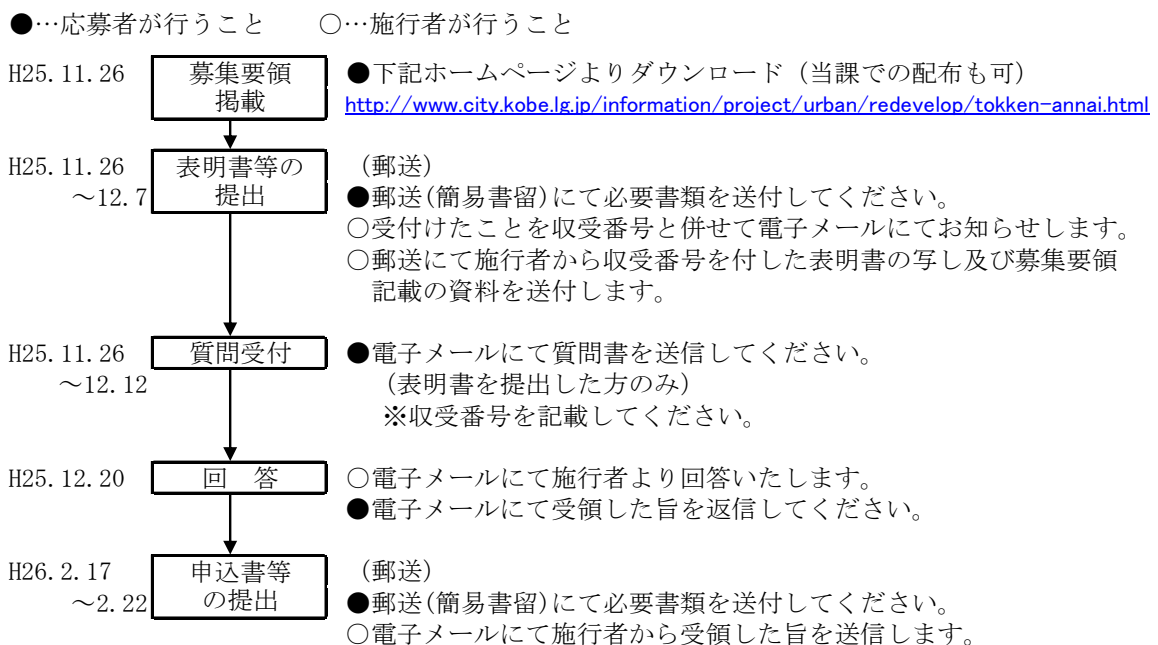 ●…応募者が行うこと　　○…施行者が行うこと
H25.11.26 募集要領 ●下記ホームページよりダウンロード（当課での配布も可）
掲載 http://www.city.kobe.lg.jp/information/project/urban/redevelop/tokken-annai.html
H25.11.26 表明書等の （郵送）
～12.7 提出 ●郵送(簡易書留)にて必要書類を送付してください。
○受付けたことを収受番号と併せて電子メールにてお知らせします。
○郵送にて施行者から収受番号を付した表明書の写し及び募集要領
記載の資料を送付します。
H25.11.26 質問受付 ●電子メールにて質問書を送信してください。
～12.12 （表明書を提出した方のみ）
※収受番号を記載してください。
H25.12.20 回　答 ○電子メールにて施行者より回答いたします。
●電子メールにて受領した旨を返信してください。
H26.2.17 申込書等 （郵送）
～2.22 の提出 ●郵送(簡易書留)にて必要書類を送付してください。
○電子メールにて施行者から受領した旨を送信します。